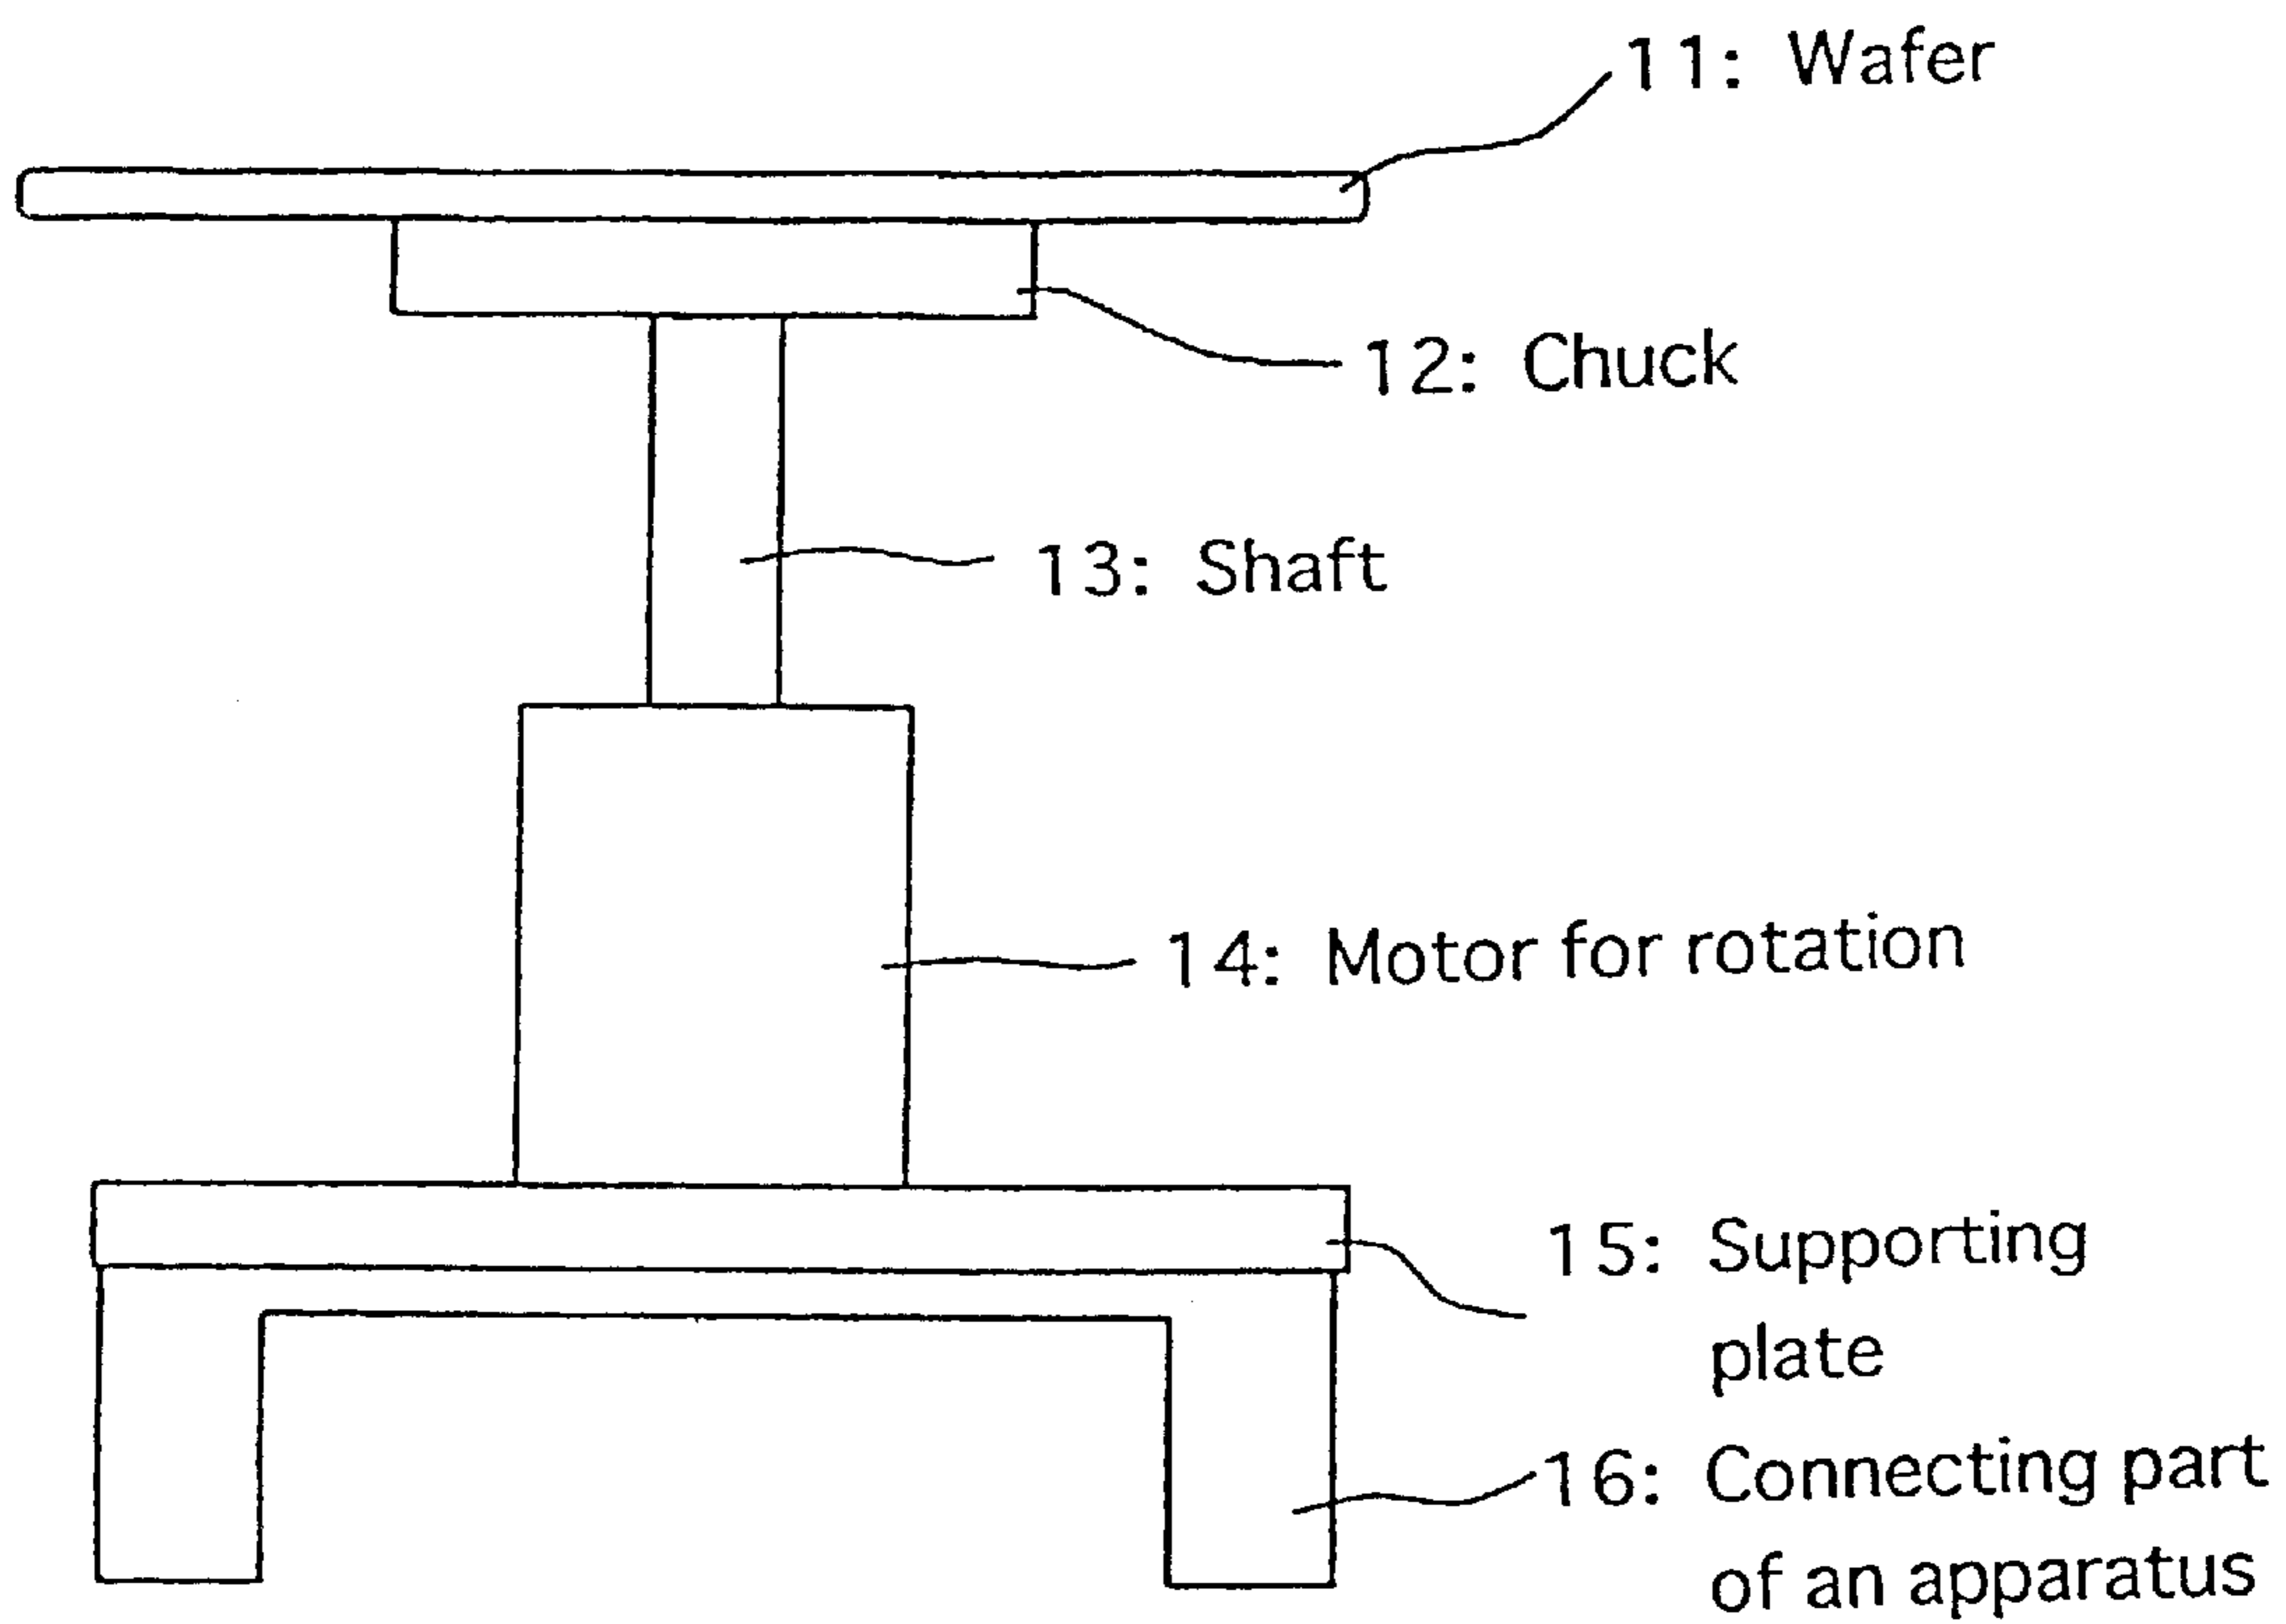 11: Wafer
12: Chuck
13: Shaft
14: Motor for rotation
15: Supporting
plate
16: Connecting part
of an apparatus